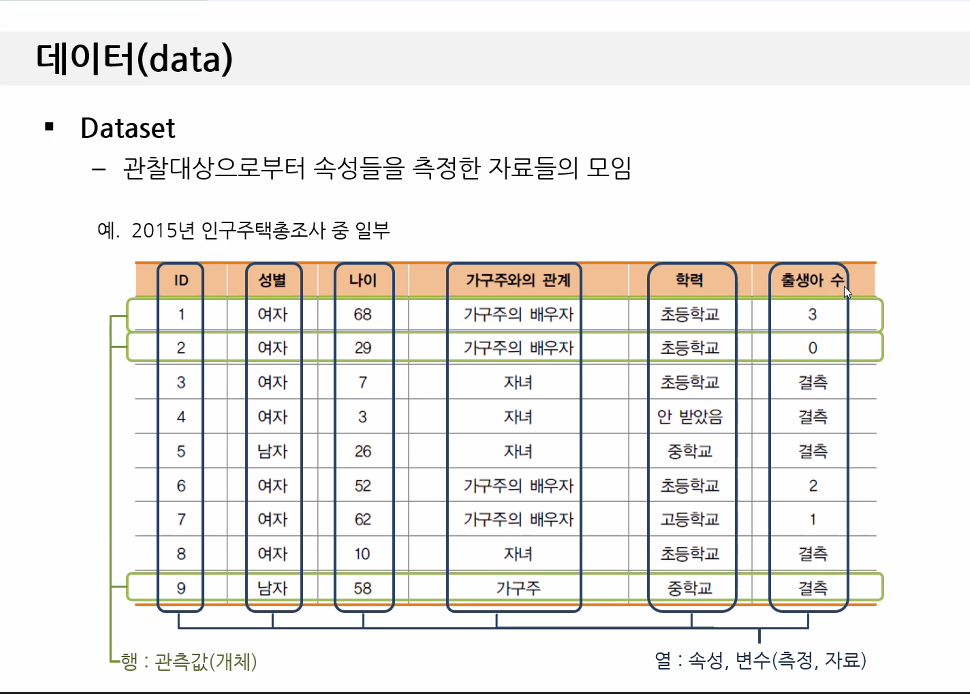 데이터(data)
▪ Dataset
– 관찰대상으로부터 속성들을 측정한 자료들의 모임
예. 2015년 인구주택총조사 중 일부
ID 성별 나이 가구주와의 관계 학력 출생아 수
1 여자 68 가구주의 배우자 초등학교 3
2 여자 29 가구주의 배우자 초등학교 0
3 여자 7 자녀 초등학교 결측
4 여자 3 자녀 안 받았음 결측
5 남자 26 자녀 중학교 결측
6 여자 52 가구주의 배우자 초등학교 2
7 여자 62 가구주의 배우자 고등학교 1
8 여자 10 자녀 초등학교 결측
9 남자 58 가구주 중학교 결측
행 : 관측값(개체) 열 : 속성, 변수(측정, 자료)